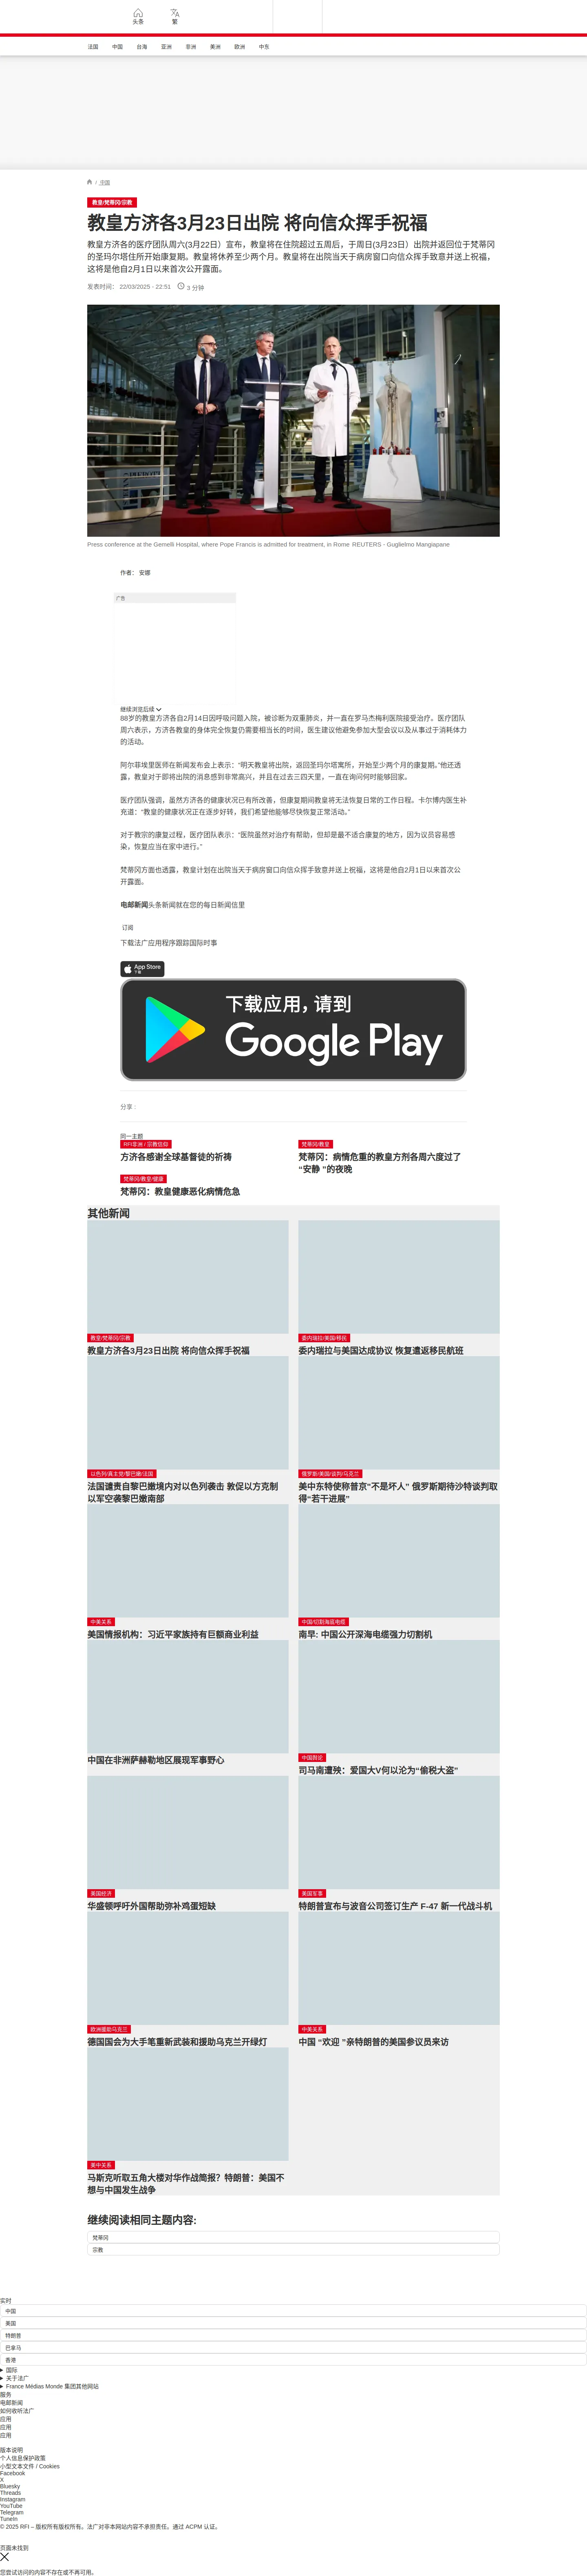 头条
繁
法国
中国
台海
亚洲
非洲
美洲
欧洲
中东
/ 法国
教皇/梵蒂冈/宗教
教皇方济各3月23日出院 将向信众挥手祝福
教皇方济各的医疗团队周六(3月22日）宣布，教皇将在住院超过五周后，于周日(3月23日）出院并返回位于梵蒂冈
的圣玛尔塔住所开始康复期。教皇将休养至少两个月。教皇将在出院当天于病房窗口向信众挥手致意并送上祝福，
这将是他自2月1日以来首次公开露面。
发表时间： 22/03/2025 - 22:51
3 分钟
Press conference at the Gemelli Hospital, where Pope Francis is admitted for treatment, in Rome REUTERS - Guglielmo Mangiapane
作者： 安娜
广告
继续浏览后续
88岁的教皇方济各自2月14日因呼吸问题入院，被诊断为双重肺炎，并一直在罗马杰梅利医院接受治疗。医疗团队
周六表示，方济各教皇的身体完全恢复仍需要相当长的时间，医生建议他避免参加大型会议以及从事过于消耗体力
的活动。
阿尔菲埃里医师在新闻发布会上表示：“明天教皇将出院，返回圣玛尔塔寓所，开始至少两个月的康复期。”他还透
露，教皇对于即将出院的消息感到非常高兴，并且在过去三四天里，一直在询问何时能够回家。
医疗团队强调，虽然方济各的健康状况已有所改善，但康复期间教皇将无法恢复日常的工作日程。卡尔博内医生补
充道：“教皇的健康状况正在逐步好转，我们希望他能够尽快恢复正常活动。”
对于教宗的康复过程，医疗团队表示：“医院虽然对治疗有帮助，但却是最不适合康复的地方，因为议员容易感
染，恢复应当在家中进行。”
梵蒂冈方面也透露，教皇计划在出院当天于病房窗口向信众挥手致意并送上祝福，这将是他自2月1日以来首次公
开露面。
电邮新闻头条新闻就在您的每日新闻信里
订阅
下载法广应用程序跟踪国际时事
App Store
下载应用，请到
Google Play
分享 :
同一主题
RFI非洲 / 宗教信仰
方济各感谢全球基督徒的祈祷
梵蒂冈/教皇
梵蒂冈：病情危重的教皇方剂各周六度过了
“安静 ”的夜晚
梵蒂冈/教皇/健康
梵蒂冈：教皇健康恶化病情危急
其他新闻
教皇/梵蒂冈/宗教
教皇方济各3月23日出院 将向信众挥手祝福
委内瑞拉/美国/移民
委内瑞拉与美国达成协议 恢复遣返移民航班
以色列/真主党/黎巴嫩/法国
法国谴责自黎巴嫩境内对以色列袭击 敦促以方克制
以军空袭黎巴嫩南部
俄罗斯/美国/谈判/乌克兰
美中东特使称普京"不是坏人" 俄罗斯期待沙特谈判取
得“若干进展”
中美关系
美国情报机构：习近平家族持有巨额商业利益
中国/切割海底电缆
南早: 中国公开深海电缆强力切割机
中国在非洲萨赫勒地区展现军事野心
中国舆论
司马南遭殃：爱国大V何以沦为“偷税大盗”
美国经济
华盛顿呼吁外国帮助弥补鸡蛋短缺
美国军事
特朗普宣布与波音公司签订生产 F-47 新一代战斗机
欧洲援助乌克兰
德国国会为大手笔重新武装和援助乌克兰开绿灯
中美关系
中国 “欢迎 ”亲特朗普的美国参议员来访
美中关系
马斯克听取五角大楼对华作战简报？特朗普：美国不
想与中国发生战争
继续阅读相同主题内容:
梵蒂冈
宗教
实时
中国
美国
特朗普
巴拿马
香港
国际
关于法广
France Médias Monde 集团其他网站
服务
电邮新闻
如何收听法广
应用
应用
应用
版本说明
个人信息保护政策
小型文本文件 / Cookies
Facebook
X
Bluesky
Threads
Instagram
YouTube
Telegram
TuneIn
© 2025 RFI – 版权所有版权所有。法广对非本网站内容不承担责任。通过 ACPM 认证。
页面未找到
您尝试访问的内容不存在或不再可用。